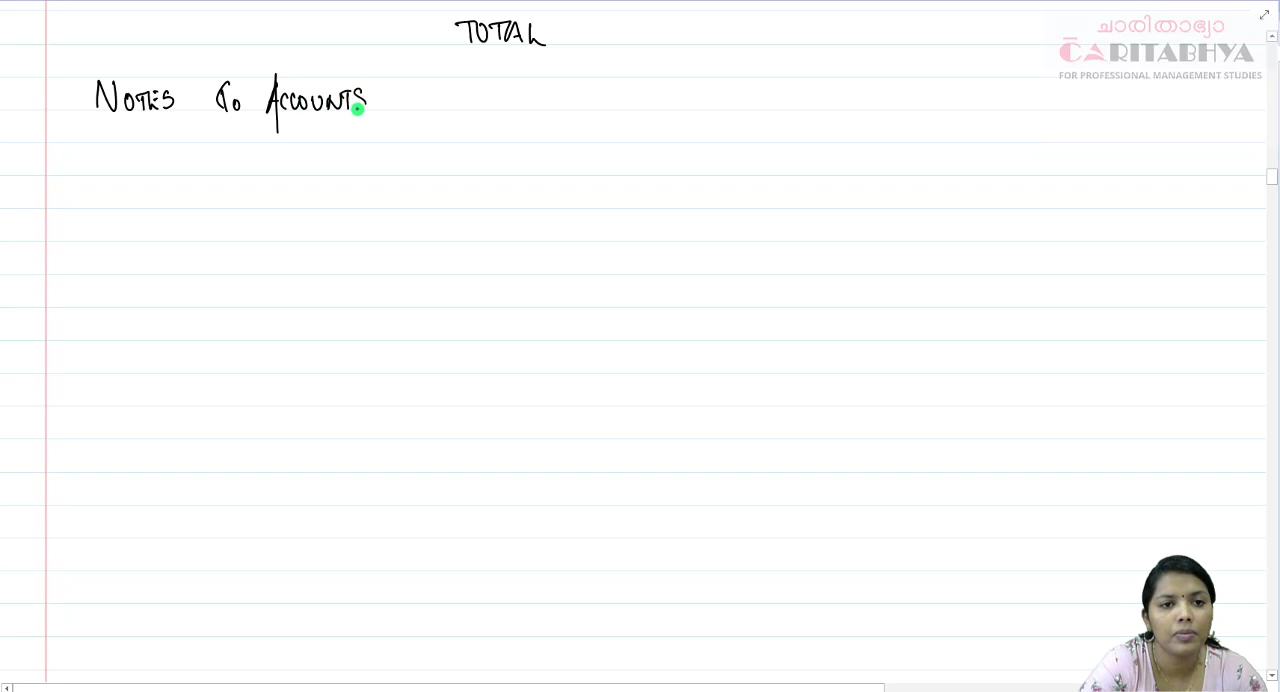 TOTAL
ചാരിതാഭ്യാ
CARITABHYA
FOR PROFESSIONAL MANAGEMENT STUDIES
NOTES TO ACCOUNTS